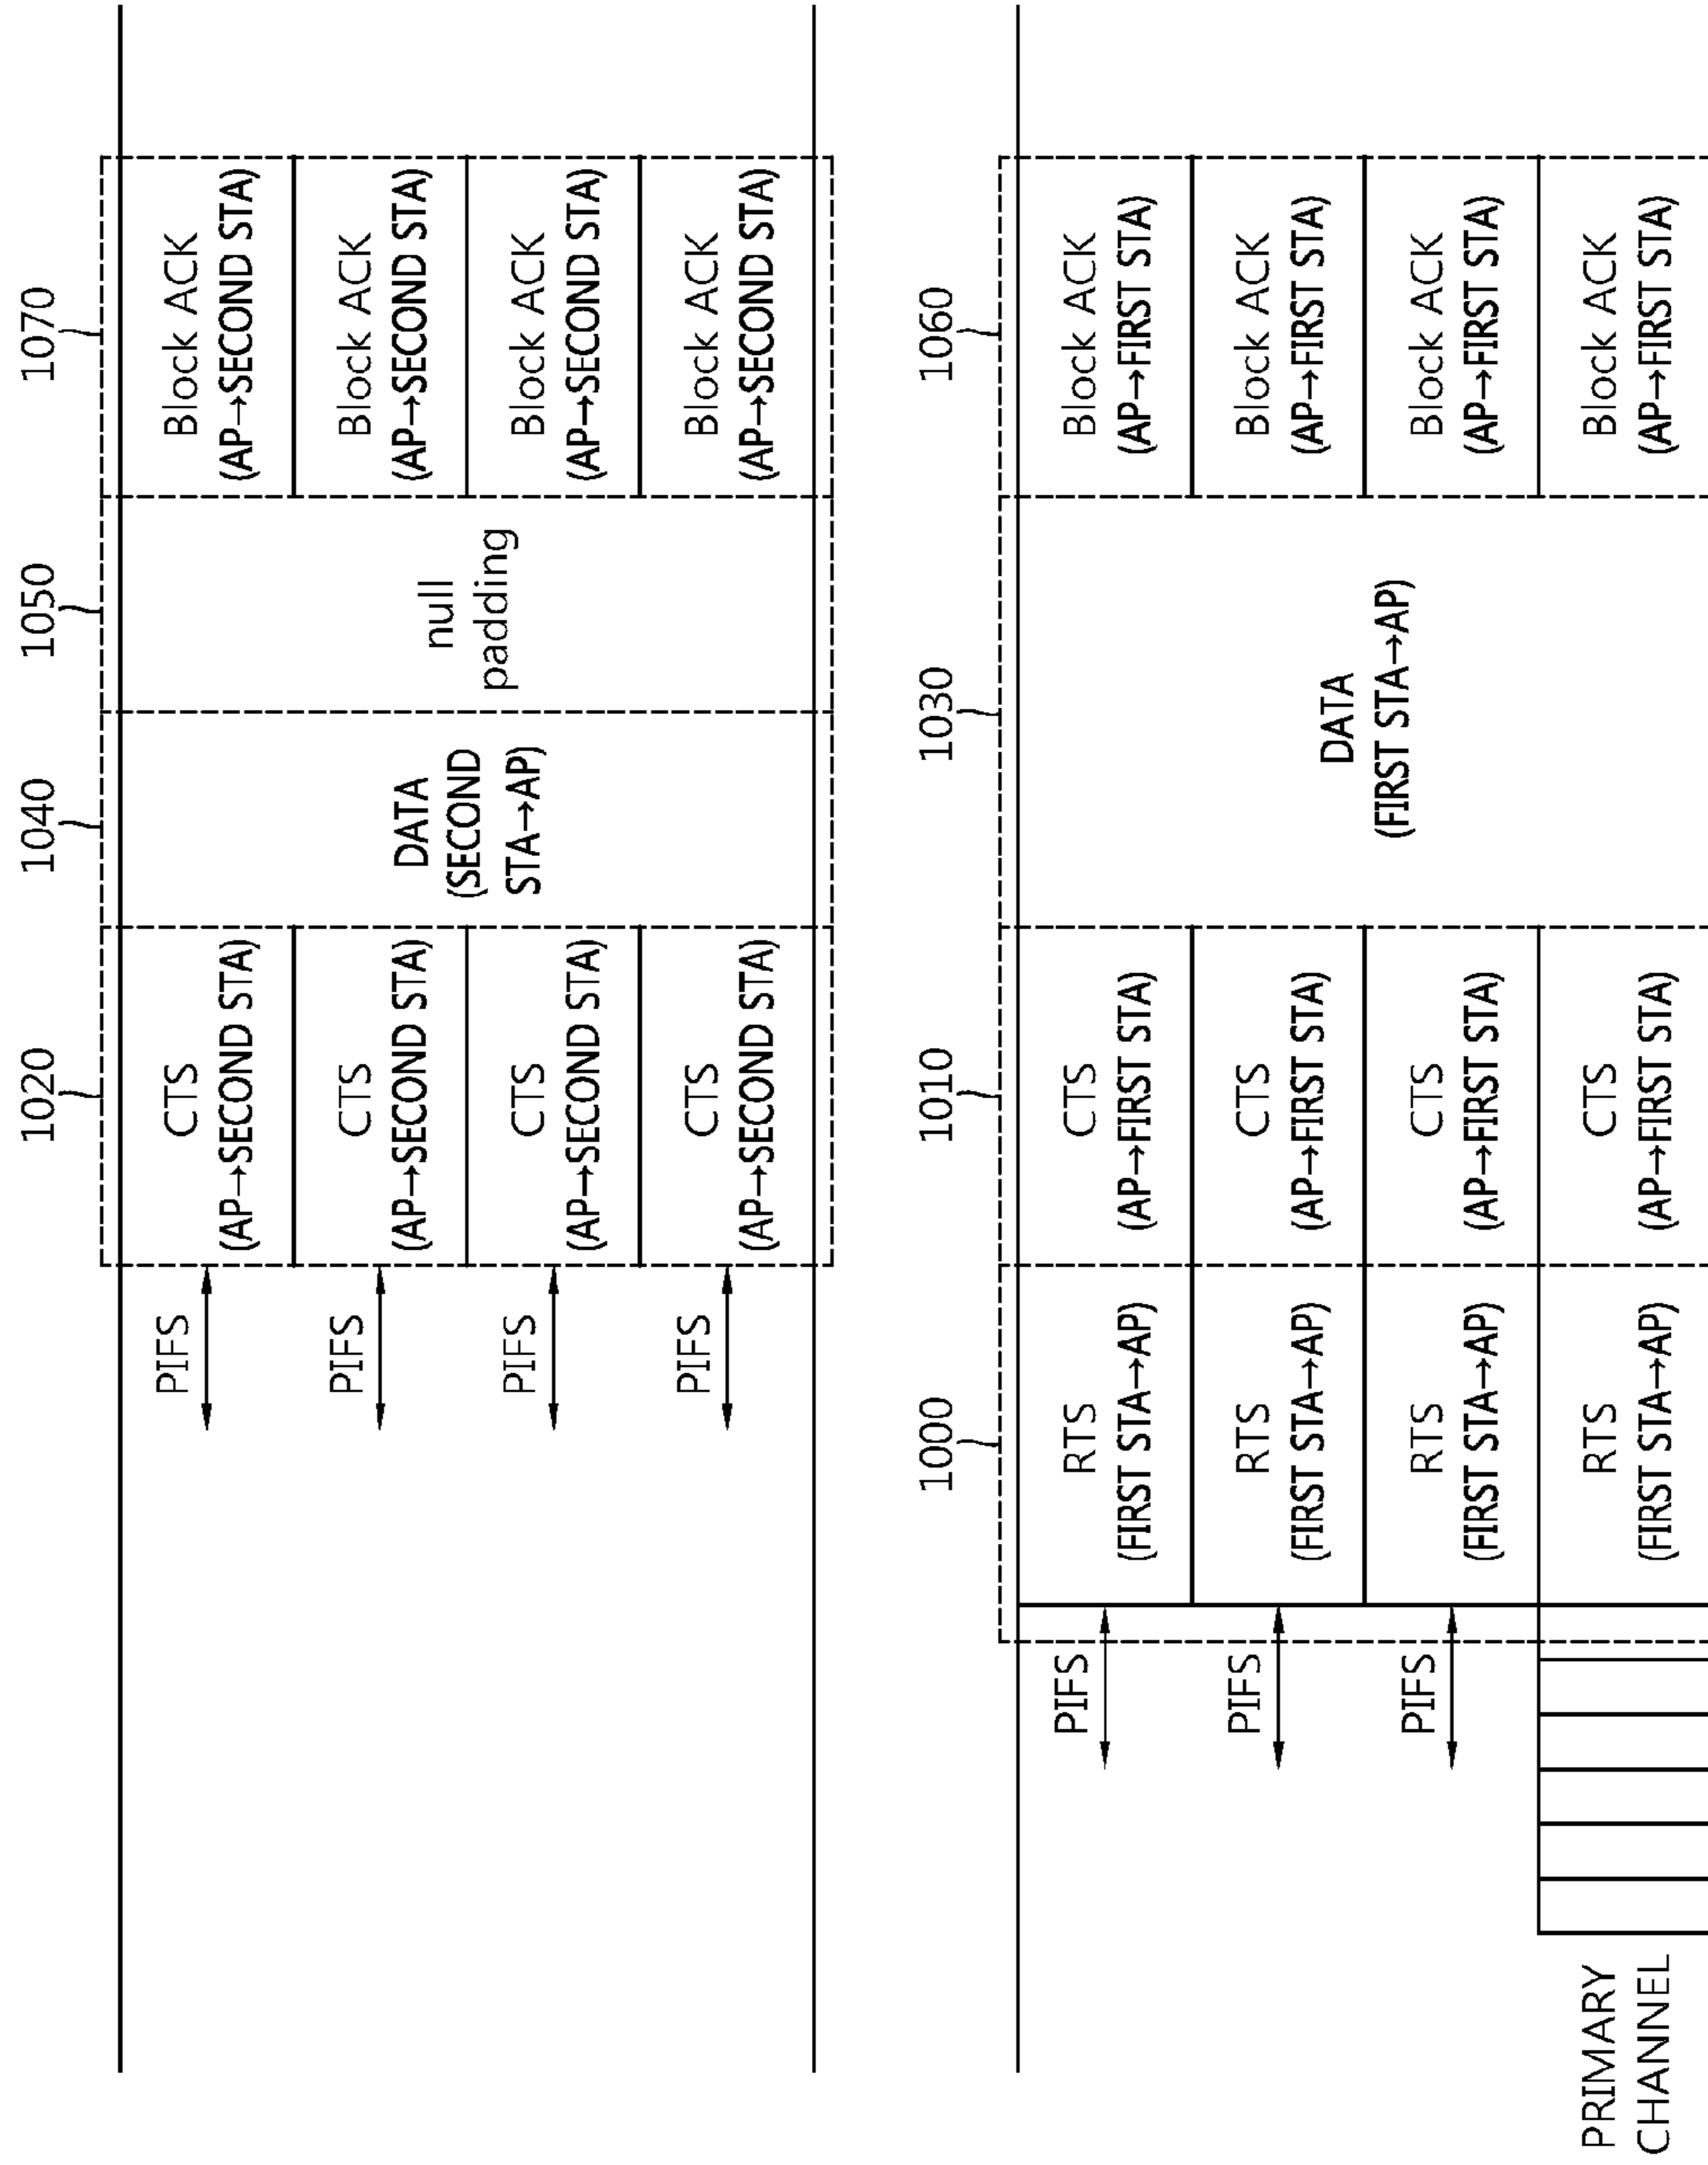 1020
1040
1050
1070
PIFS
CTS
(AP→SECOND STA)
Block ACK
(AP→SECOND STA)
PIFS
CTS
(AP→SECOND STA)
DATA
(SECOND
STA→AP)
null
padding
Block ACK
(AP→SECOND STA)
PIFS
CTS
(AP→SECOND STA)
Block ACK
(AP→SECOND STA)
PIFS
CTS
(AP→SECOND STA)
Block ACK
(AP→SECOND STA)
1000
1010
1030
1060
PIFS
RTS
(FIRST STA→AP)
CTS
(AP→FIRST STA)
Block ACK
(AP→FIRST STA)
PIFS
RTS
(FIRST STA→AP)
CTS
(AP→FIRST STA)
DATA
(FIRST STA→AP)
Block ACK
(AP→FIRST STA)
PIFS
RTS
(FIRST STA→AP)
CTS
(AP→FIRST STA)
Block ACK
(AP→FIRST STA)
PRIMARY
CHANNEL
RTS
(FIRST STA→AP)
CTS
(AP→FIRST STA)
Block ACK
(AP→FIRST STA)